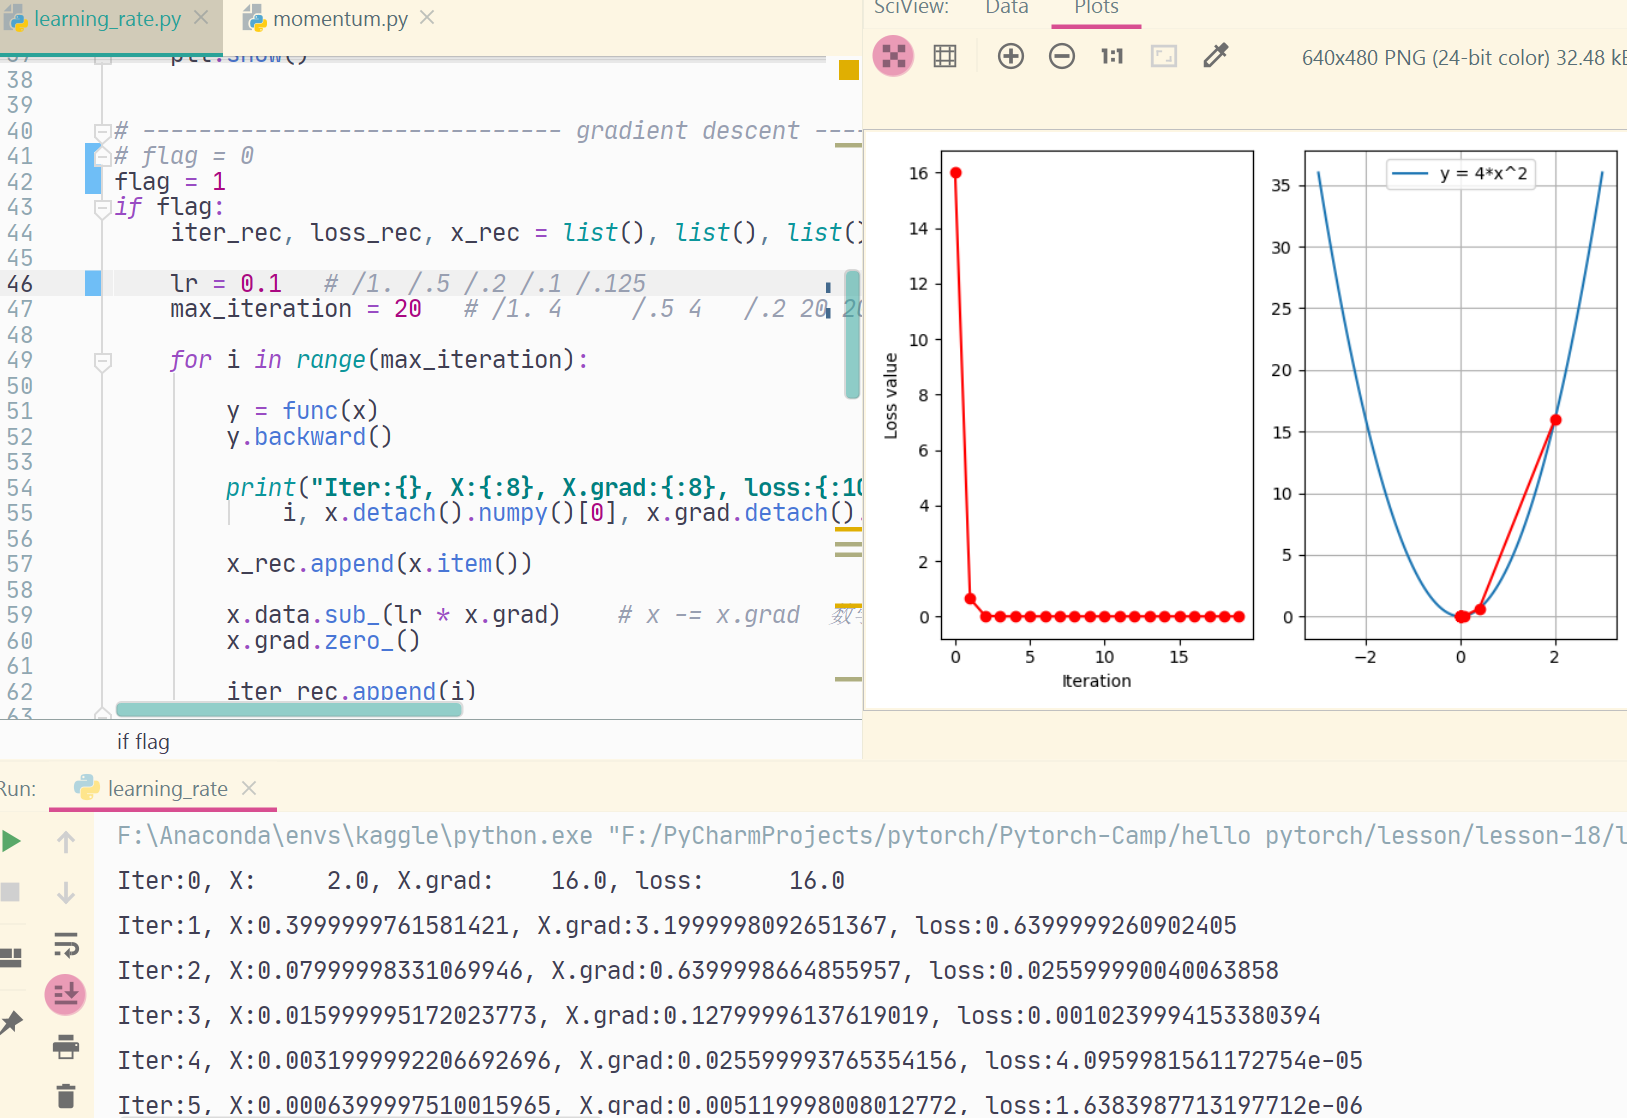 learning_rate.py
momentum.py
SciView: Data Plots
640x480 PNG (24-bit color) 32.48 kB
37 plt.show()
38
39
40 # ------------------------------ gradient descent ----
41 # flag = 0
42 flag = 1
43 if flag:
44 iter_rec, loss_rec, x_rec = list(), list(), list()
45
46 lr = 0.1 # /1. /.5 /.2 /.1 /.125
47 max_iteration = 20 # /1. 4 /.5 4 /.2 20 20
48
49 for i in range(max_iteration):
50
51 y = func(x)
52 y.backward()
53
54 print("Iter:{}, X:{:8}, X.grad:{:8}, loss:{:10
55 i, x.detach().numpy()[0], x.grad.detach().
56
57 x_rec.append(x.item())
58
59 x.data.sub_(lr * x.grad) # x -= x.grad 数学
60 x.grad.zero_()
61
62 iter_rec.append(i)
63
if flag
1:1
16
14
12
10
8
6
4
2
0
Loss value
0 5 10 15
Iteration
y = 4*x^2
35
30
25
20
15
10
5
0
−2 0 2
Run: learning_rate
F:\Anaconda\envs\kaggle\python.exe "F:/PyCharmProjects/pytorch/Pytorch-Camp/hello pytorch/lesson/lesson-18/l
Iter:0, X: 2.0, X.grad: 16.0, loss: 16.0
Iter:1, X:0.3999999761581421, X.grad:3.1999998092651367, loss:0.6399999260902405
Iter:2, X:0.07999998331069946, X.grad:0.6399998664855957, loss:0.025599990040063858
Iter:3, X:0.015999995172023773, X.grad:0.12799996137619019, loss:0.0010239994153380394
Iter:4, X:0.0031999992206692696, X.grad:0.025599993765354156, loss:4.0959981561172754e-05
Iter:5, X:0.0006399997510015965, X.grad:0.005119998008012772, loss:1.6383987713197712e-06